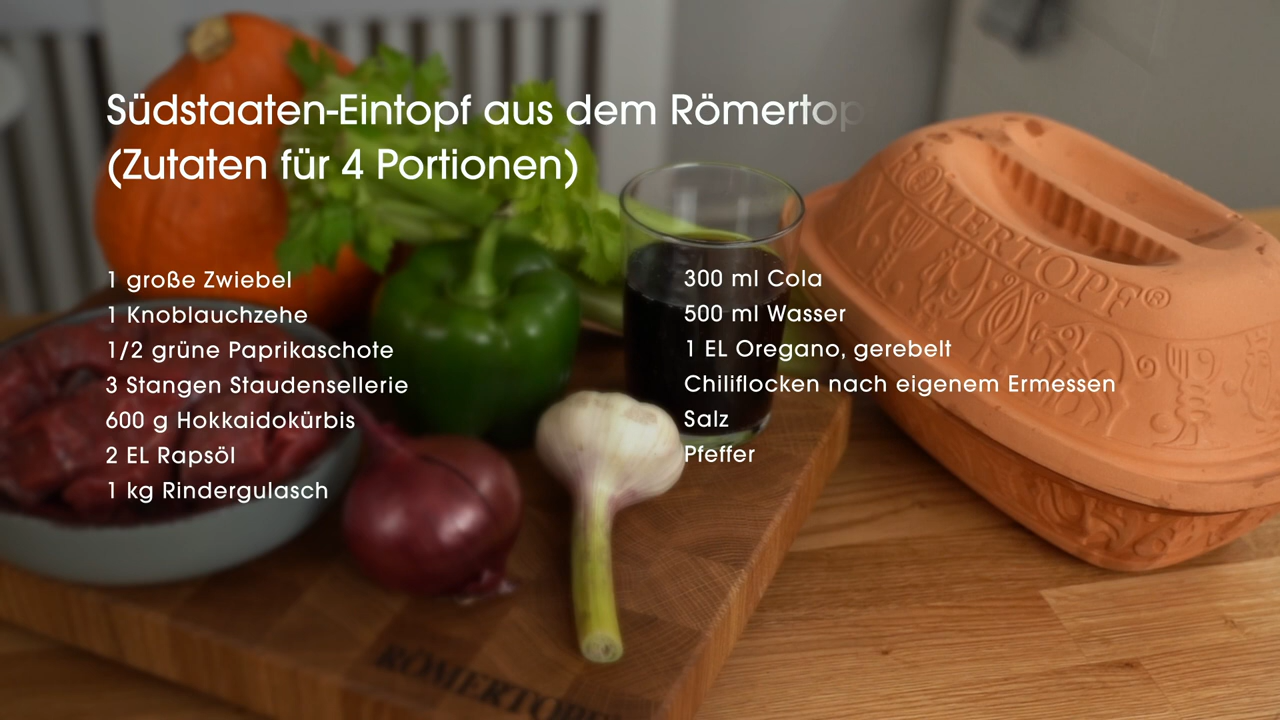 Südstaaten-Eintopf aus dem Römertop
(Zutaten für 4 Portionen)
1 große Zwiebel
1 Knoblauchzehe
1/2 grüne Paprikaschote
3 Stangen Staudensellerie
600 g Hokkaidokürbis
2 EL Rapsöl
1 kg Rindergulasch
300 ml Cola
500 ml Wasser
1 EL Oregano, gerebelt
Chiliflocken nach eigenem Ermessen
Salz
Pfeffer
RÖMERTOPF®
RÖMERTOPF